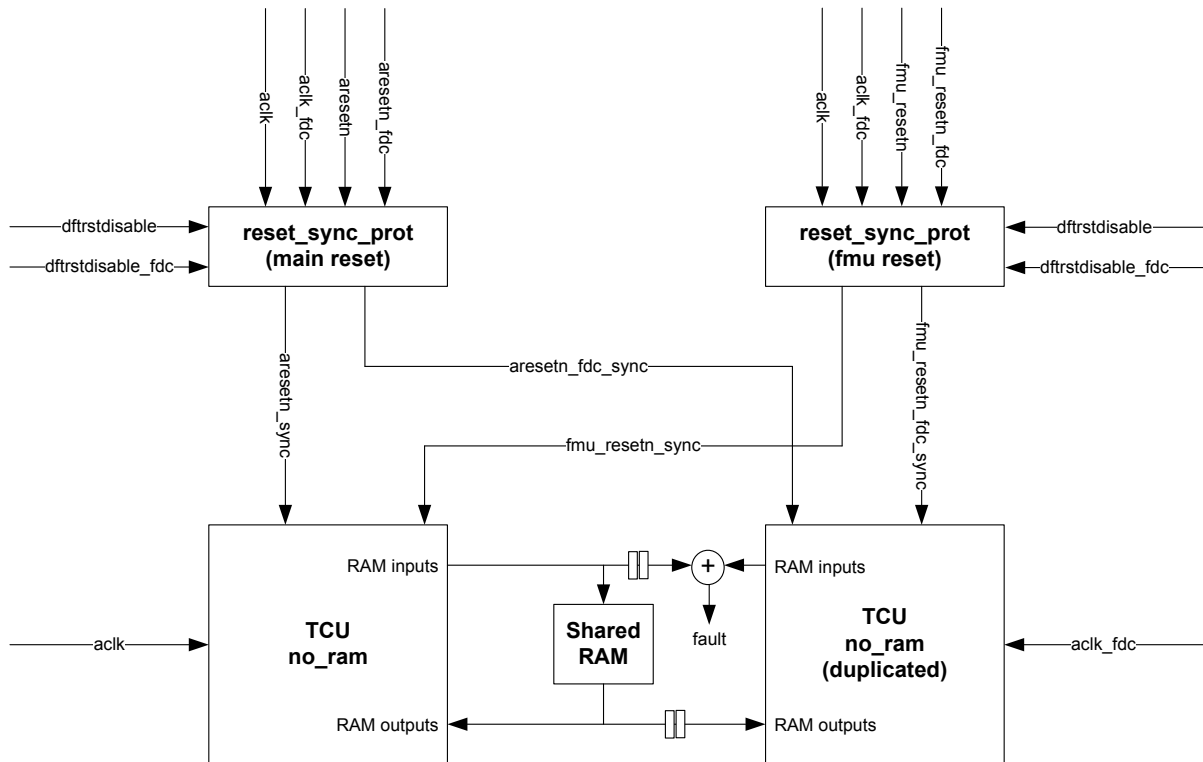 aclk
aclk_fdc
aresetn
aresetn_fdc
aclk
aclk_fdc
fmu_resetn
fmu_resetn_fdc
dftrstdisable
dftrstdisable_fdc
reset_sync_prot
(main reset)
reset_sync_prot
(fmu reset)
dftrstdisable
dftrstdisable_fdc
aresetn_sync
aresetn_fdc_sync
fmu_resetn_sync
fmu_resetn_fdc_sync
RAM inputs
+
RAM inputs
aclk
TCU
no_ram
Shared
RAM
fault
TCU
no_ram
(duplicated)
aclk_fdc
RAM outputs
RAM outputs